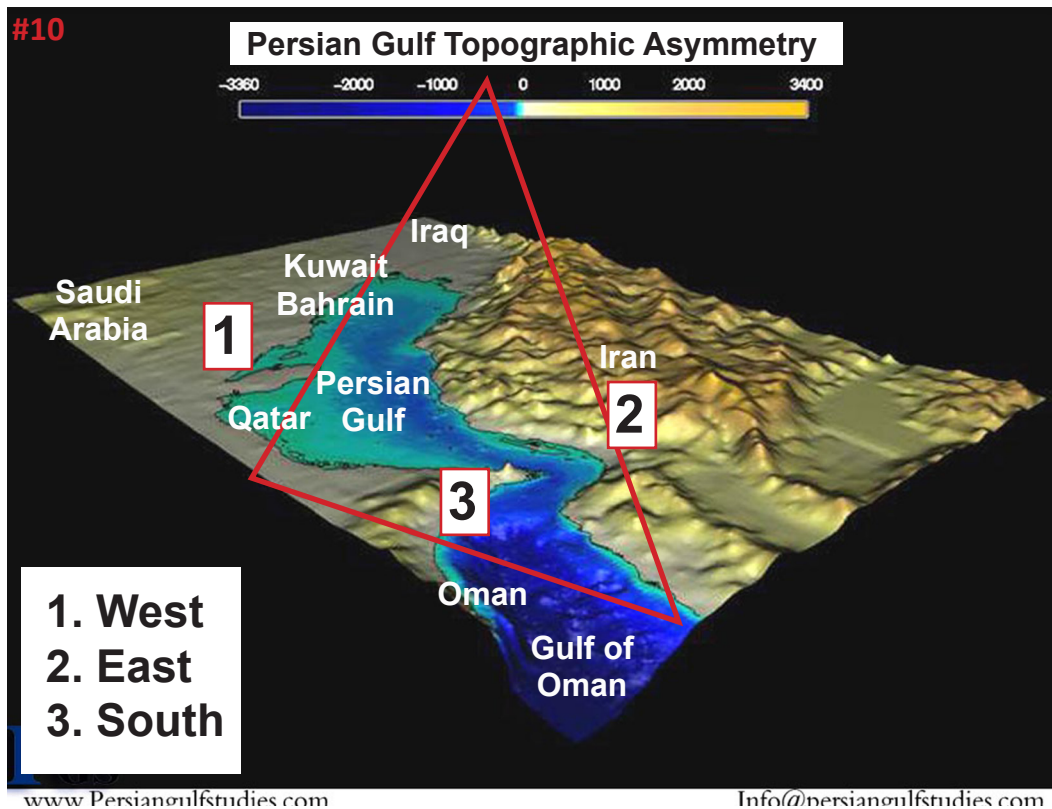 #10
Persian Gulf Topographic Asymmetry
-3360 -2000 -1000 0 1000 2000 3400
Iraq
Kuwait
Bahrain
Saudi
Arabia
1
Iran
Persian
Gulf
2
Qatar
3
Oman
Gulf of
Oman
1. West
2. East
3. South
www.Persiangulfstudies.com
Info@persiangulfstudies.com